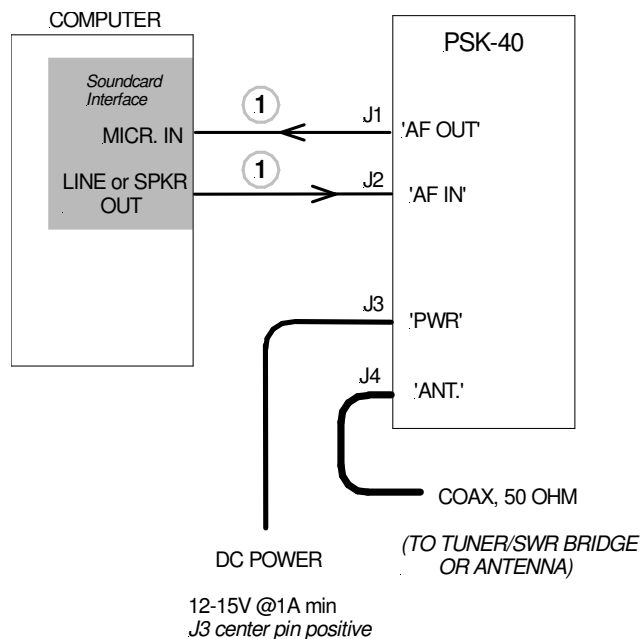 COMPUTER
PSK-40
Soundcard
Interface
1
J1
'AF OUT'
MICR. IN
1
J2
LINE or SPKR
OUT
'AF IN'
J3
'PWR'
J4
'ANT.'
COAX, 50 OHM
(TO TUNER/SWR BRIDGE
OR ANTENNA)
DC POWER
12-15V @1A min
J3 center pin positive